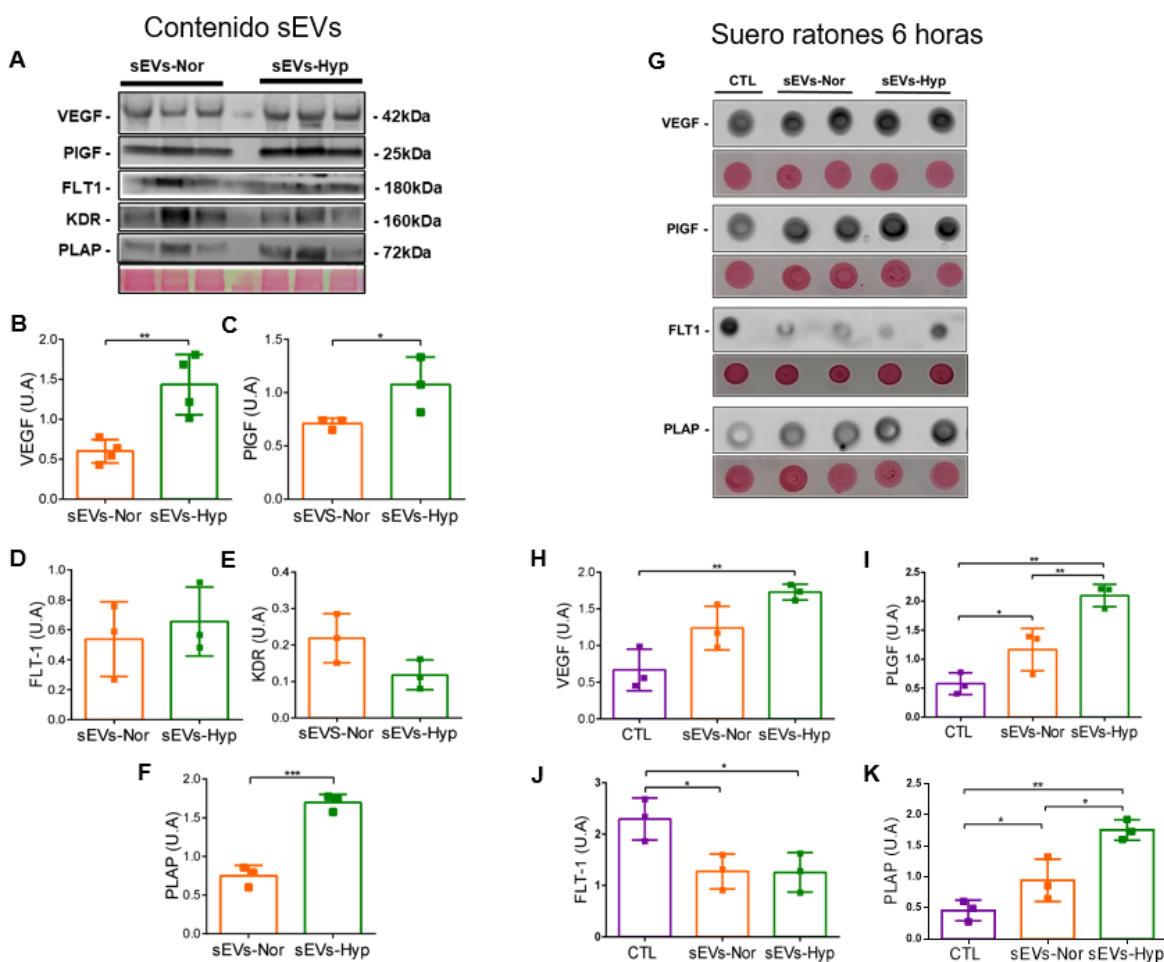 Contenido sEVs
A
sEVs-Nor sEVs-Hyp
VEGF - - 42kDa
PlGF - - 25kDa
FLT1 - - 180kDa
KDR - - 160kDa
PLAP - - 72kDa
B
VEGF (U.A)
2.0
1.5
1.0
0.5
0.0
**
sEVs-Nor sEVs-Hyp
C
PlGF (U.A)
1.5
1.0
0.5
0.0
*
sEVS-Nor sEVs-Hyp
D
FLT-1 (U.A)
1.0
0.8
0.6
0.4
0.2
0.0
sEVs-Nor sEVs-Hyp
E
KDR (U.A)
0.4
0.3
0.2
0.1
0.0
sEVS-Nor sEVs-Hyp
F
PLAP (U.A)
2.0
1.5
1.0
0.5
0.0
***
sEVs-Nor sEVs-Hyp
Suero ratones 6 horas
G
CTL sEVs-Nor sEVs-Hyp
VEGF -
PlGF -
FLT1 -
PLAP -
H
VEGF (U.A)
2.0
1.5
1.0
0.5
0.0
**
CTL sEVs-Nor sEVs-Hyp
I
PLGF (U.A)
2.5
2.0
1.5
1.0
0.5
0.0
**
**
*
CTL sEVs-Nor sEVs-Hyp
J
FLT-1 (U.A)
3
2
1
0
*
*
CTL sEVs-Nor sEVs-Hyp
K
PLAP (U.A)
2.5
2.0
1.5
1.0
0.5
0.0
**
*
*
CTL sEVs-Nor sEVs-Hyp